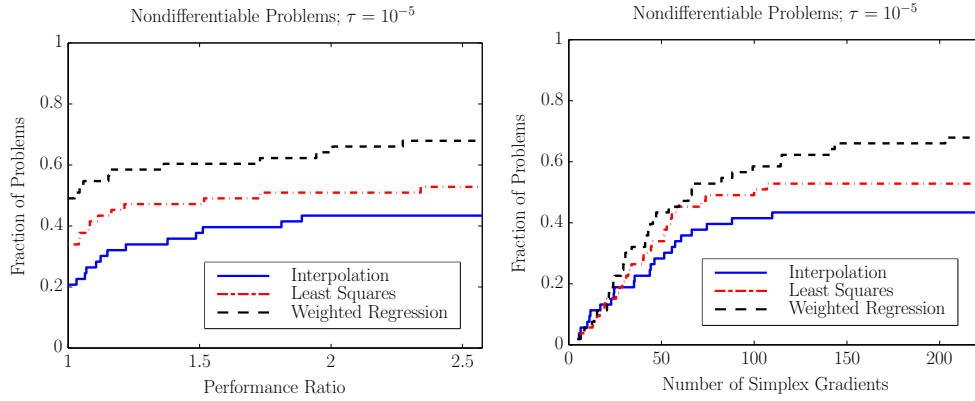 Nondifferentiable Problems; τ = 10⁻⁵
Fraction of Problems
1
0.8
0.6
0.4
0.2
0
1
1.5
2
2.5
Performance Ratio
Interpolation
Least Squares
Weighted Regression
Nondifferentiable Problems; τ = 10⁻⁵
Fraction of Problems
1
0.8
0.6
0.4
0.2
0
0
50
100
150
200
Number of Simplex Gradients
Interpolation
Least Squares
Weighted Regression